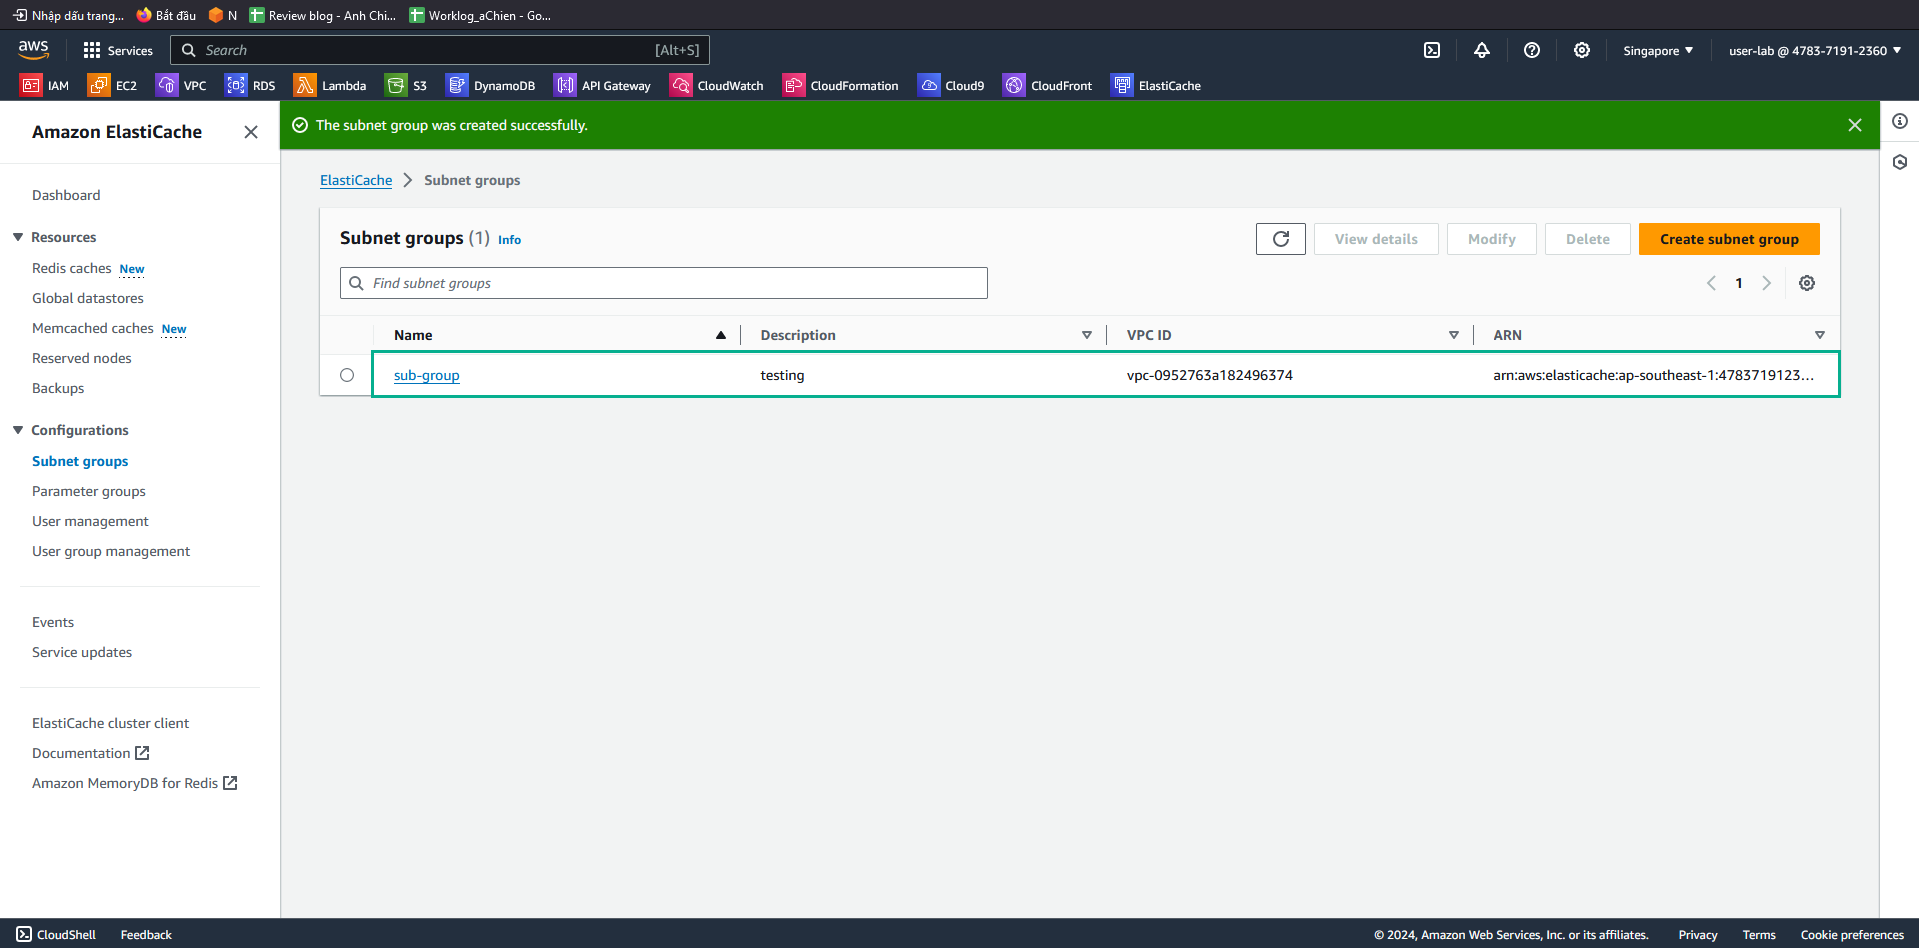 Nhập dấu trang... Bắt đầu N Review blog - Anh Chi... Worklog_aChien - Go...
aws Services Search [Alt+S] Singapore user-lab @ 4783-7191-2360
IAM EC2 VPC RDS Lambda S3 DynamoDB API Gateway CloudWatch CloudFormation Cloud9 CloudFront ElastiCache
Amazon ElastiCache
Dashboard
Resources
Redis caches New
Global datastores
Memcached caches New
Reserved nodes
Backups
Configurations
Subnet groups
Parameter groups
User management
User group management
Events
Service updates
ElastiCache cluster client
Documentation
Amazon MemoryDB for Redis
The subnet group was created successfully.
ElastiCache Subnet groups
Subnet groups (1) Info View details Modify Delete Create subnet group
Find subnet groups 1
Name Description VPC ID ARN
sub-group testing vpc-0952763a182496374 arn:aws:elasticache:ap-southeast-1:4783719123...
CloudShell Feedback © 2024, Amazon Web Services, Inc. or its affiliates. Privacy Terms Cookie preferences